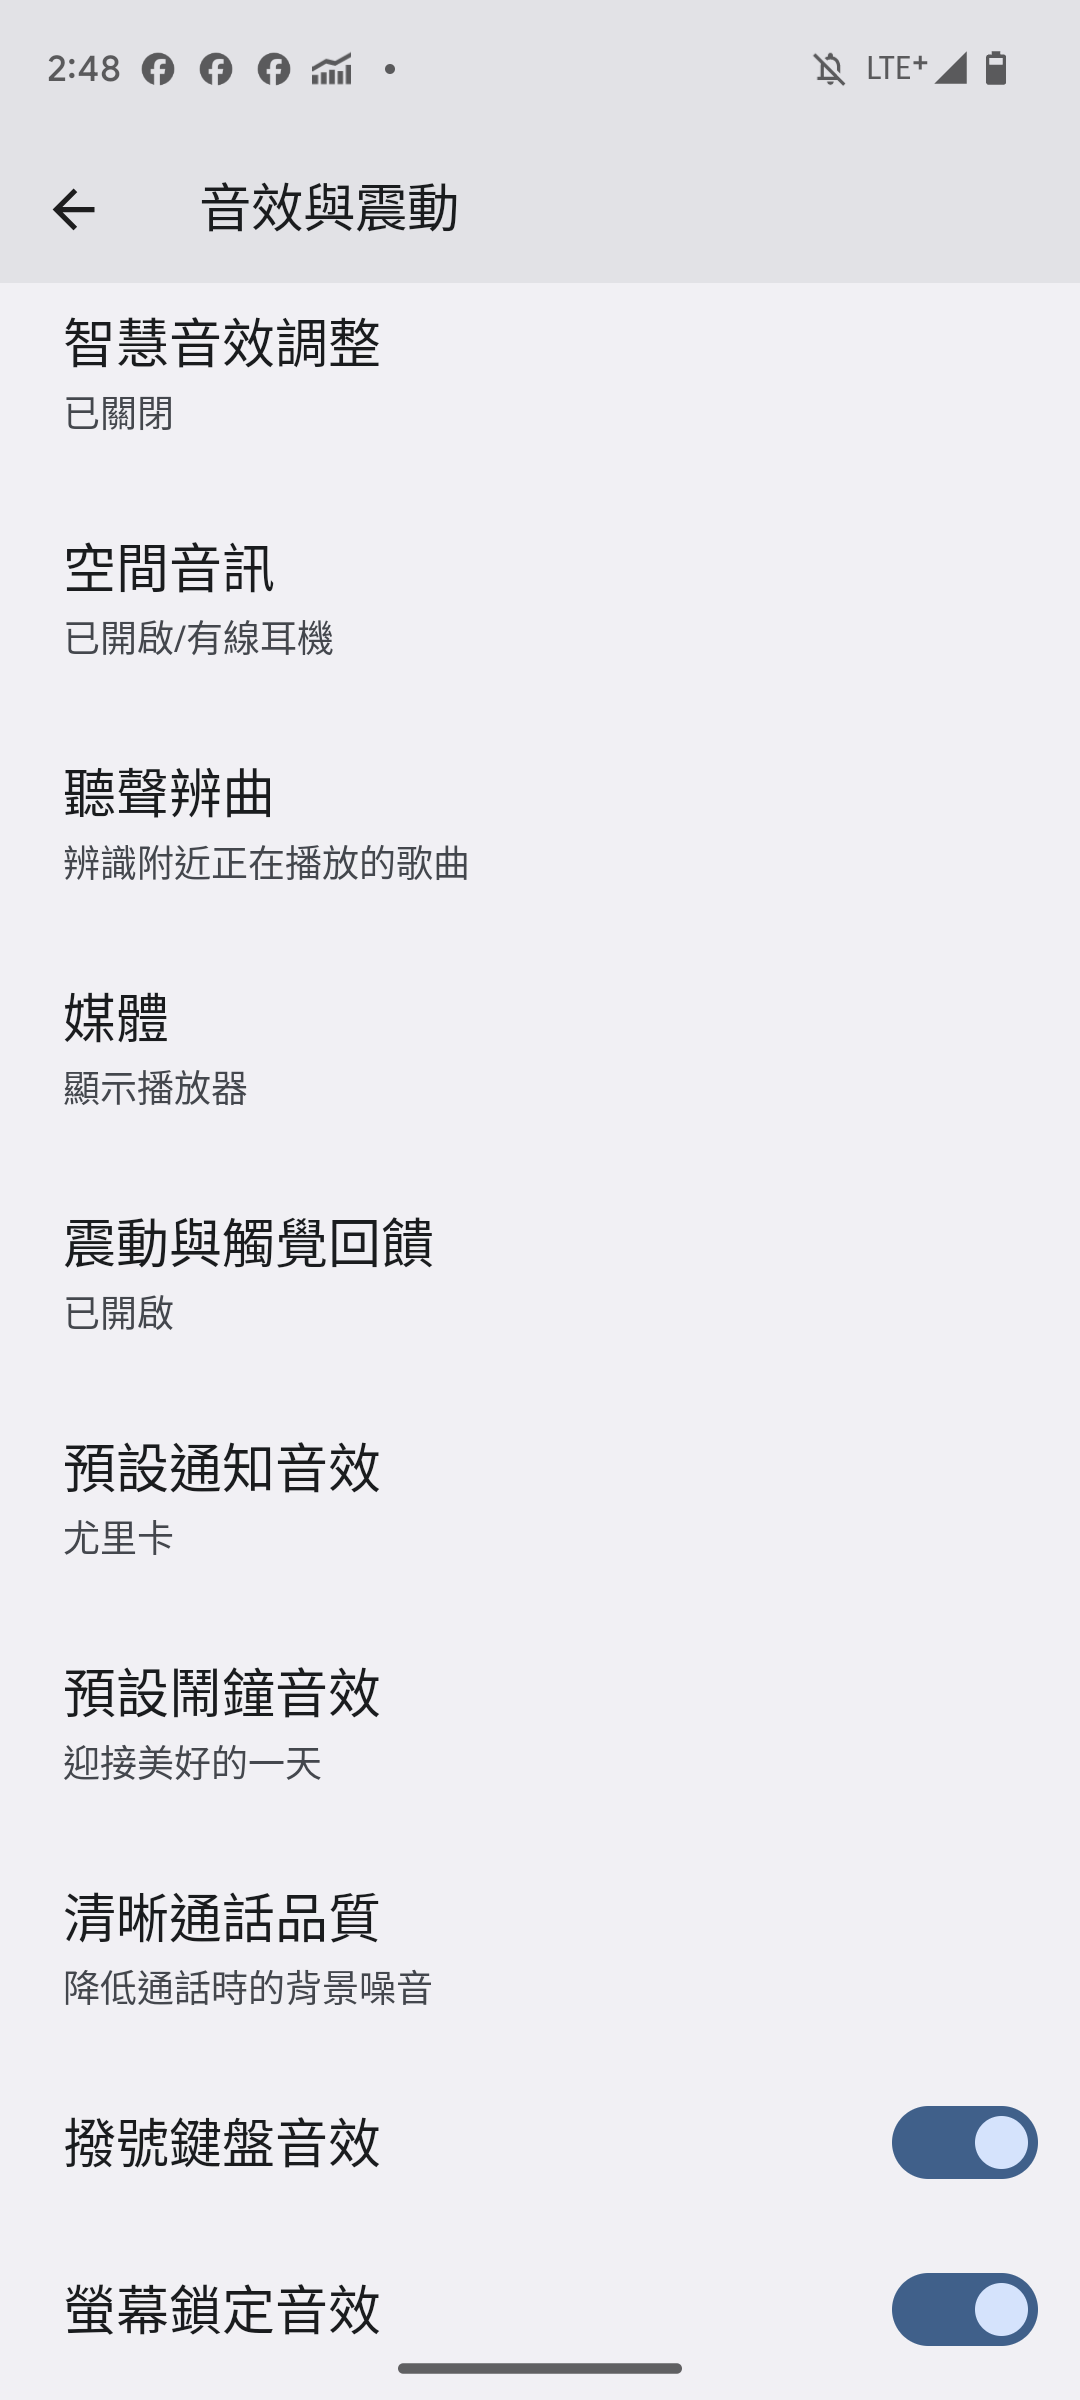 2:48
LTE+
音效與震動
智慧音效調整
已關閉
空間音訊
已開啟/有線耳機
聽聲辨曲
辨識附近正在播放的歌曲
媒體
顯示播放器
震動與觸覺回饋
已開啟
預設通知音效
尤里卡
預設鬧鐘音效
迎接美好的一天
清晰通話品質
降低通話時的背景噪音
撥號鍵盤音效
螢幕鎖定音效